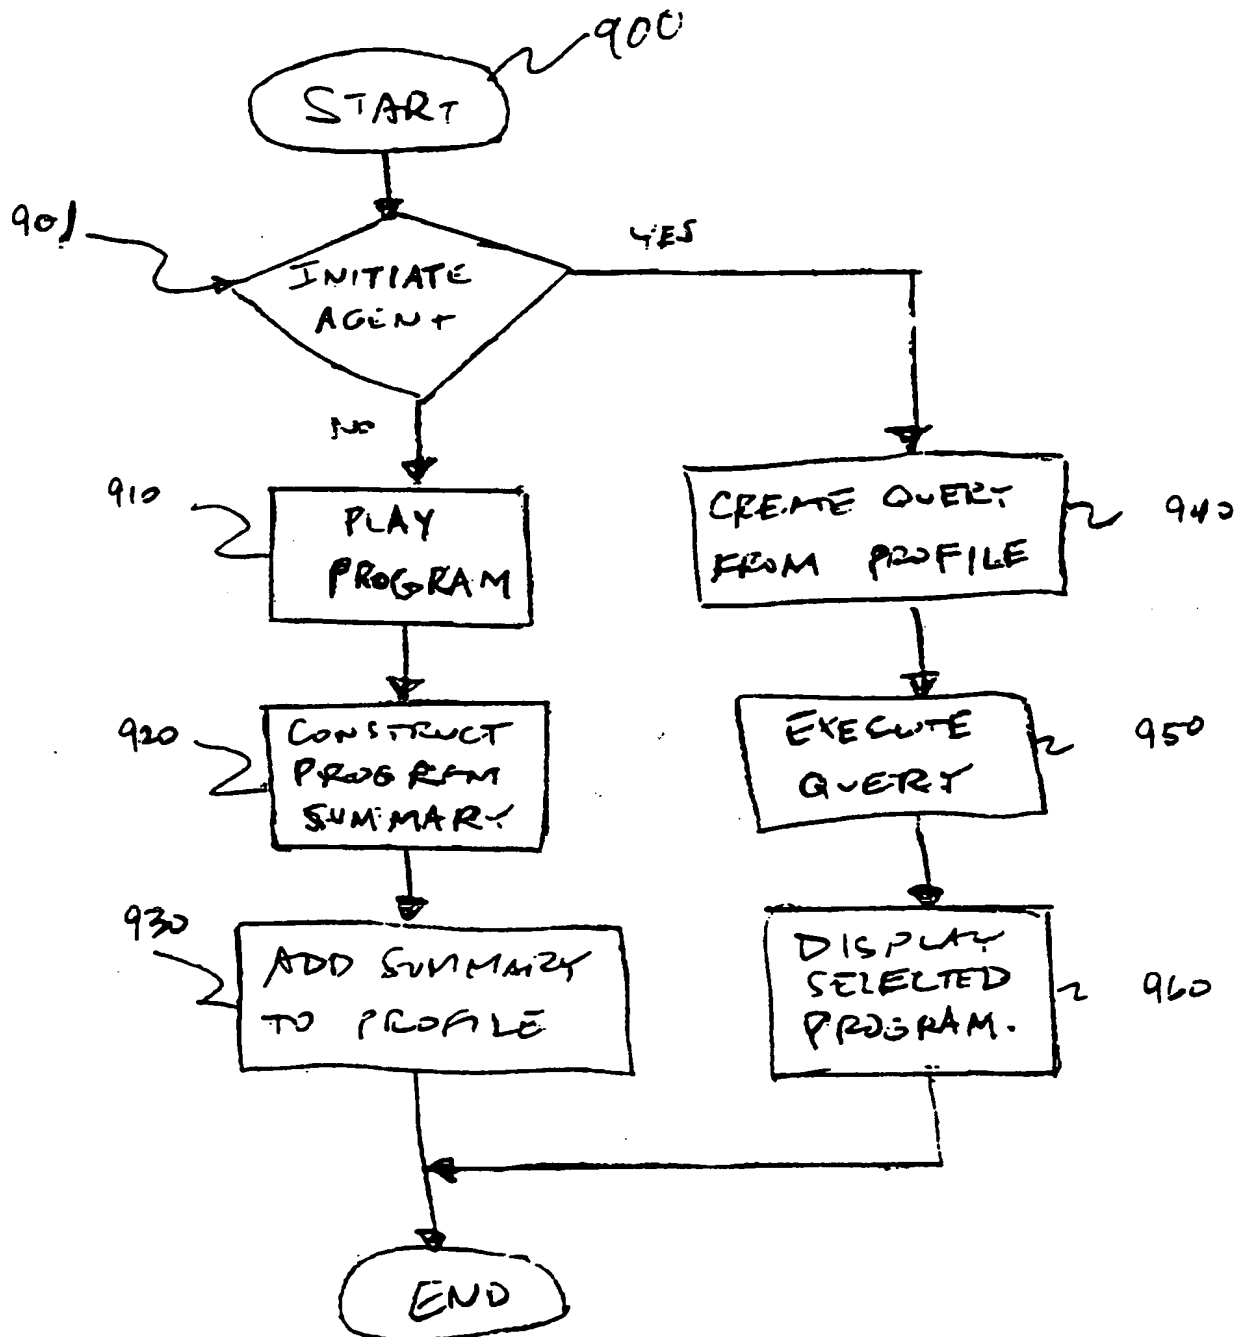 900
START
901
INITIATE
AGENT
YES
NO
910
PLAY
PROGRAM
CREATE QUERY
FROM PROFILE
940
920
CONSTRUCT
PROGRAM
SUMMARY
EXECUTE
QUERY
950
930
ADD SUMMARY
TO PROFILE
DISPLAY
SELECTED
PROGRAM.
960
END